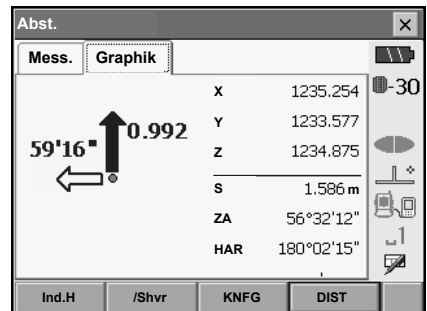 Abst.
Mess. Graphik
-30
X 1235.254
Y 1233.577
Z 1234.875
0.992
59'16"
S 1.586 m
ZA 56°32'12"
HAR 180°02'15"
1
Ind.H /Shvr KNFG DIST